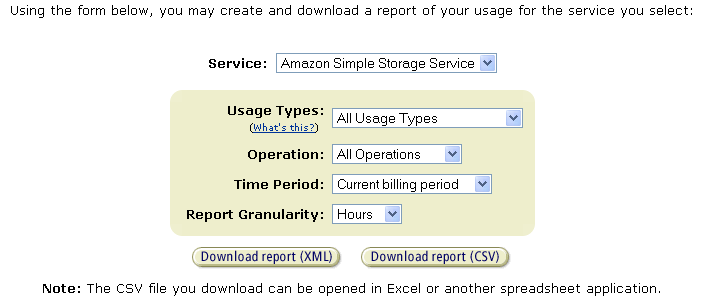 Using the form below, you may create and download a report of your usage for the service you select:
Service: Amazon Simple Storage Service
Usage Types: All Usage Types
(What's this?)
Operation: All Operations
Time Period: Current billing period
Report Granularity: Hours
Download report (XML) Download report (CSV)
Note: The CSV file you download can be opened in Excel or another spreadsheet application.